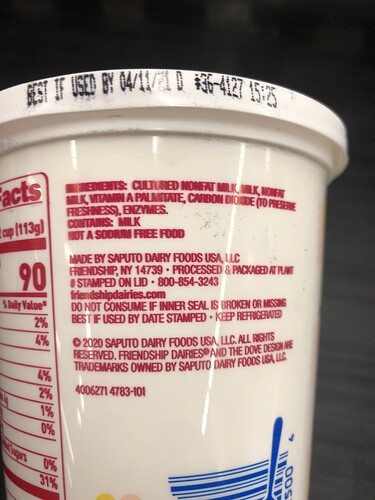 BEST IF USED BY 04/11/21 D #36-4127 15:25
Facts
cup (113g)
90
% Daily Value*
2%
4%
4%
2%
1%
0%
Sugars
0%
31%
INGREDIENTS: CULTURED NONFAT MILK, MILK, NONFAT
MILK, VITAMIN A PALMITATE, CARBON DIOXIDE (TO PRESERVE
FRESHNESS), ENZYMES.
CONTAINS: MILK
NOT A SODIUM FREE FOOD
MADE BY SAPUTO DAIRY FOODS USA, LLC
FRIENDSHIP, NY 14739 • PROCESSED & PACKAGED AT PLANT
# STAMPED ON LID • 800-854-3243
friendshipdairies.com
DO NOT CONSUME IF INNER SEAL IS BROKEN OR MISSING
BEST IF USED BY DATE STAMPED • KEEP REFRIGERATED
© 2020 SAPUTO DAIRY FOODS USA, LLC. ALL RIGHTS
RESERVED. FRIENDSHIP DAIRIES® AND THE DOVE DESIGN ARE
TRADEMARKS OWNED BY SAPUTO DAIRY FOODS USA, LLC.
4006271 4783-101